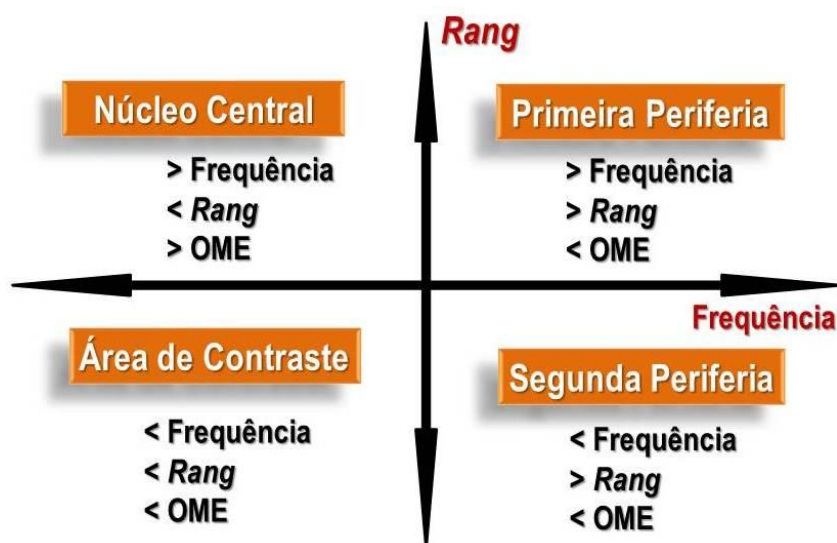 Rang
Núcleo Central
> Frequência
< Rang
> OME
Primeira Periferia
> Frequência
> Rang
< OME
Frequência
Área de Contraste
< Frequência
< Rang
< OME
Segunda Periferia
< Frequência
> Rang
< OME